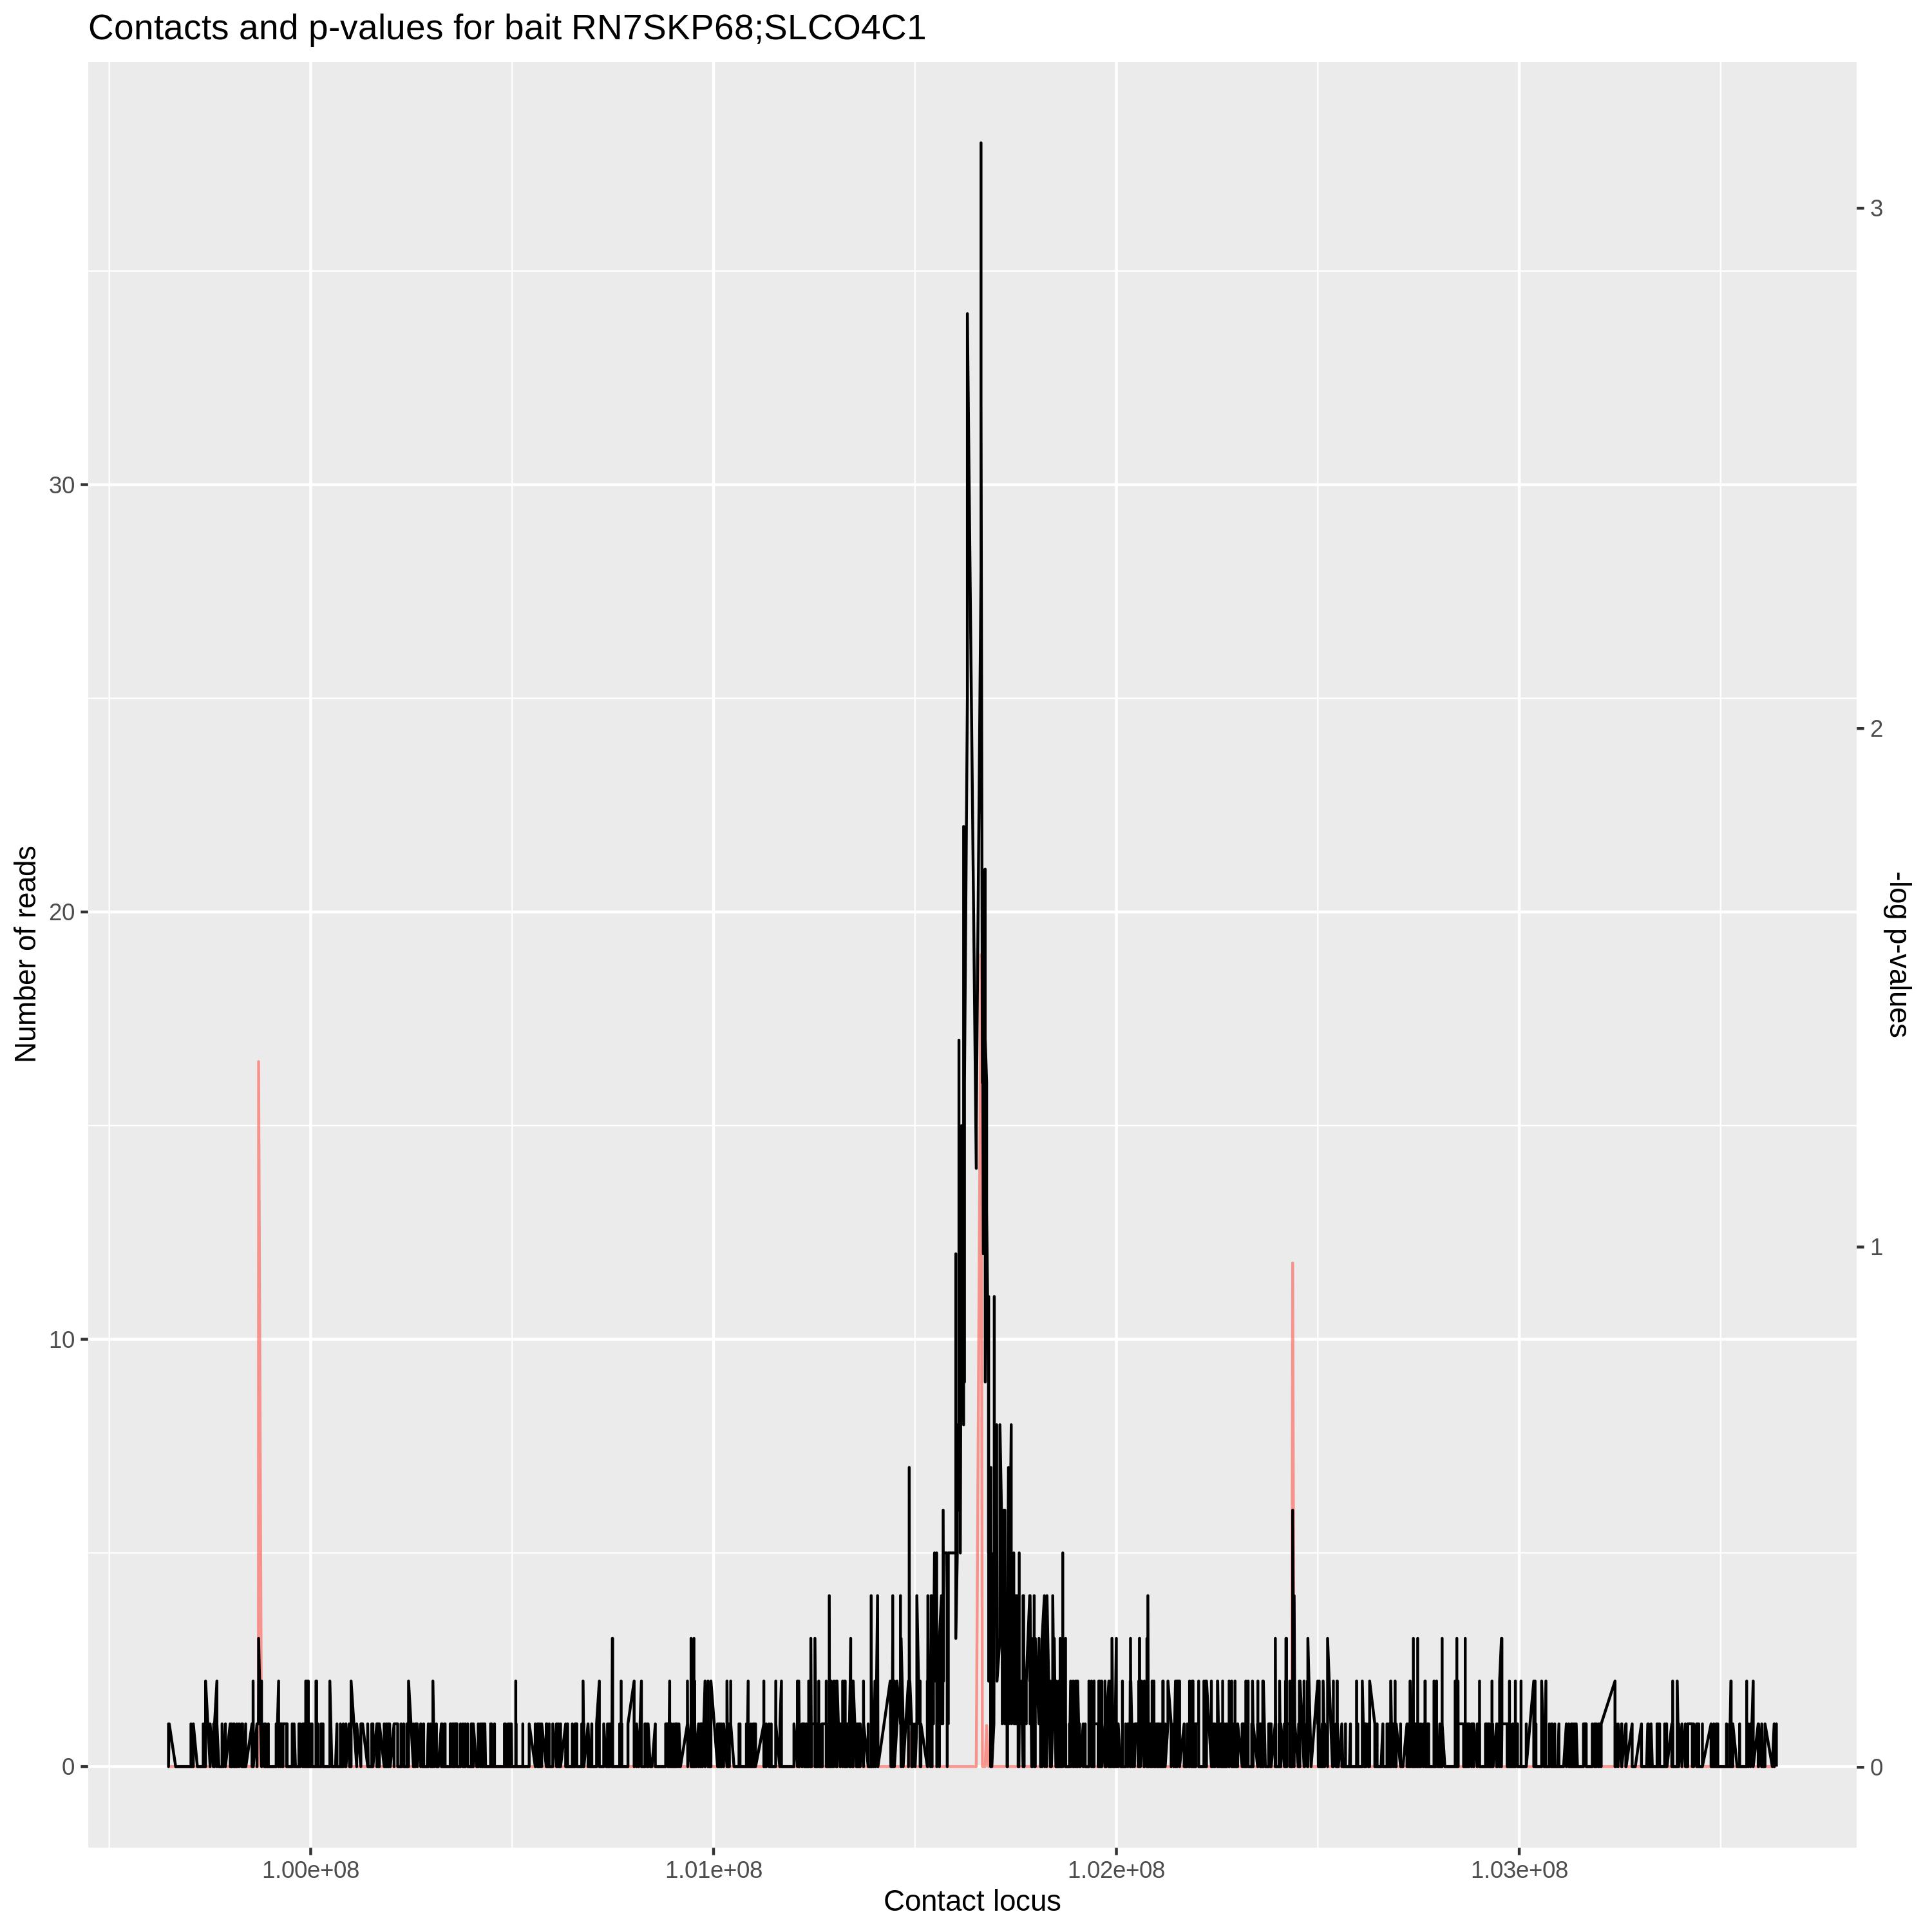 Contacts and p-values for bait RN7SKP68;SLCO4C1
Number of reads
30
20
10
0
3
2
1
0
-log p-values
1.00e+08
1.01e+08
1.02e+08
1.03e+08
Contact locus